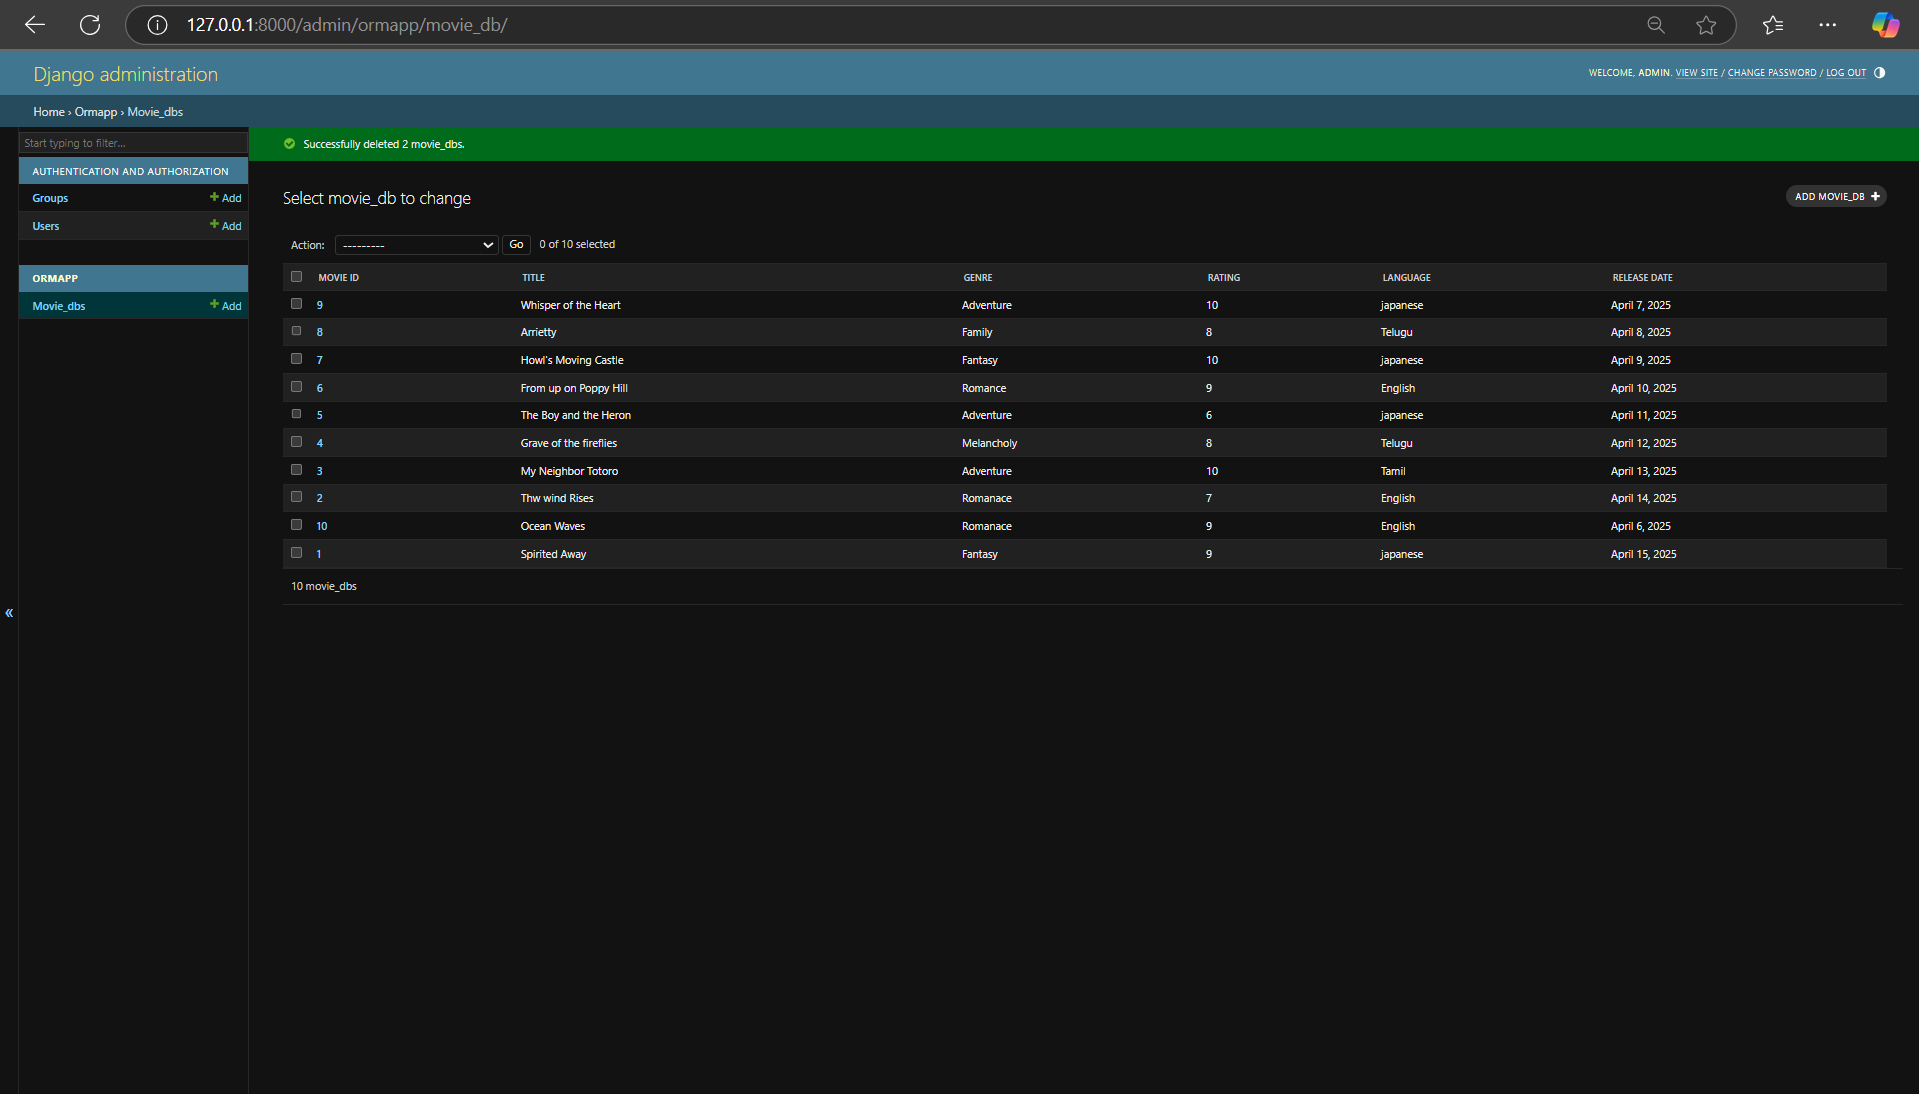 127.0.0.1:8000/admin/ormapp/movie_db/
Django administration
WELCOME, ADMIN. VIEW SITE / CHANGE PASSWORD / LOG OUT
Home › Ormapp › Movie_dbs
Start typing to filter...
AUTHENTICATION AND AUTHORIZATION
Groups + Add
Users + Add
ORMAPP
Movie_dbs + Add
«
Successfully deleted 2 movie_dbs.
Select movie_db to change
ADD MOVIE_DB +
Action: --------- Go 0 of 10 selected
MOVIE ID TITLE GENRE RATING LANGUAGE RELEASE DATE
9 Whisper of the Heart Adventure 10 japanese April 7, 2025
8 Arrietty Family 8 Telugu April 8, 2025
7 Howl's Moving Castle Fantasy 10 japanese April 9, 2025
6 From up on Poppy Hill Romance 9 English April 10, 2025
5 The Boy and the Heron Adventure 6 japanese April 11, 2025
4 Grave of the fireflies Melancholy 8 Telugu April 12, 2025
3 My Neighbor Totoro Adventure 10 Tamil April 13, 2025
2 Thw wind Rises Romanace 7 English April 14, 2025
10 Ocean Waves Romanace 9 English April 6, 2025
1 Spirited Away Fantasy 9 japanese April 15, 2025
10 movie_dbs